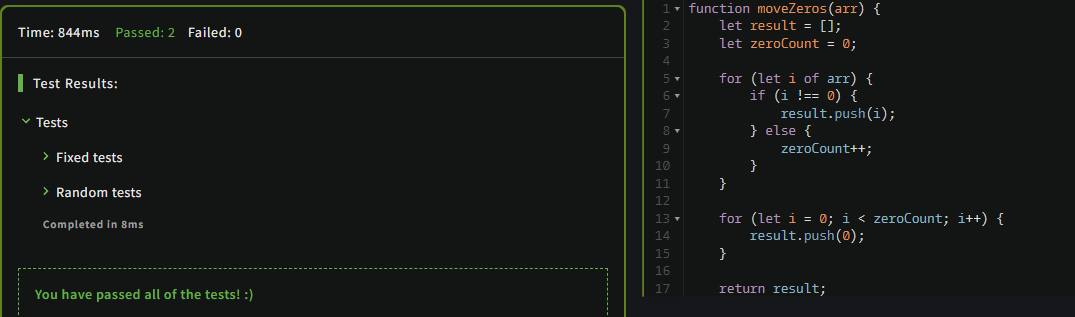 Time: 844ms Passed: 2 Failed: 0
Test Results:
Tests
Fixed tests
Random tests
Completed in 8ms
You have passed all of the tests! :)
1 function moveZeros(arr) {
2     let result = [];
3     let zeroCount = 0;
4
5     for (let i of arr) {
6         if (i !== 0) {
7             result.push(i);
8         } else {
9             zeroCount++;
10         }
11     }
12
13     for (let i = 0; i < zeroCount; i++) {
14         result.push(0);
15     }
16
17     return result;